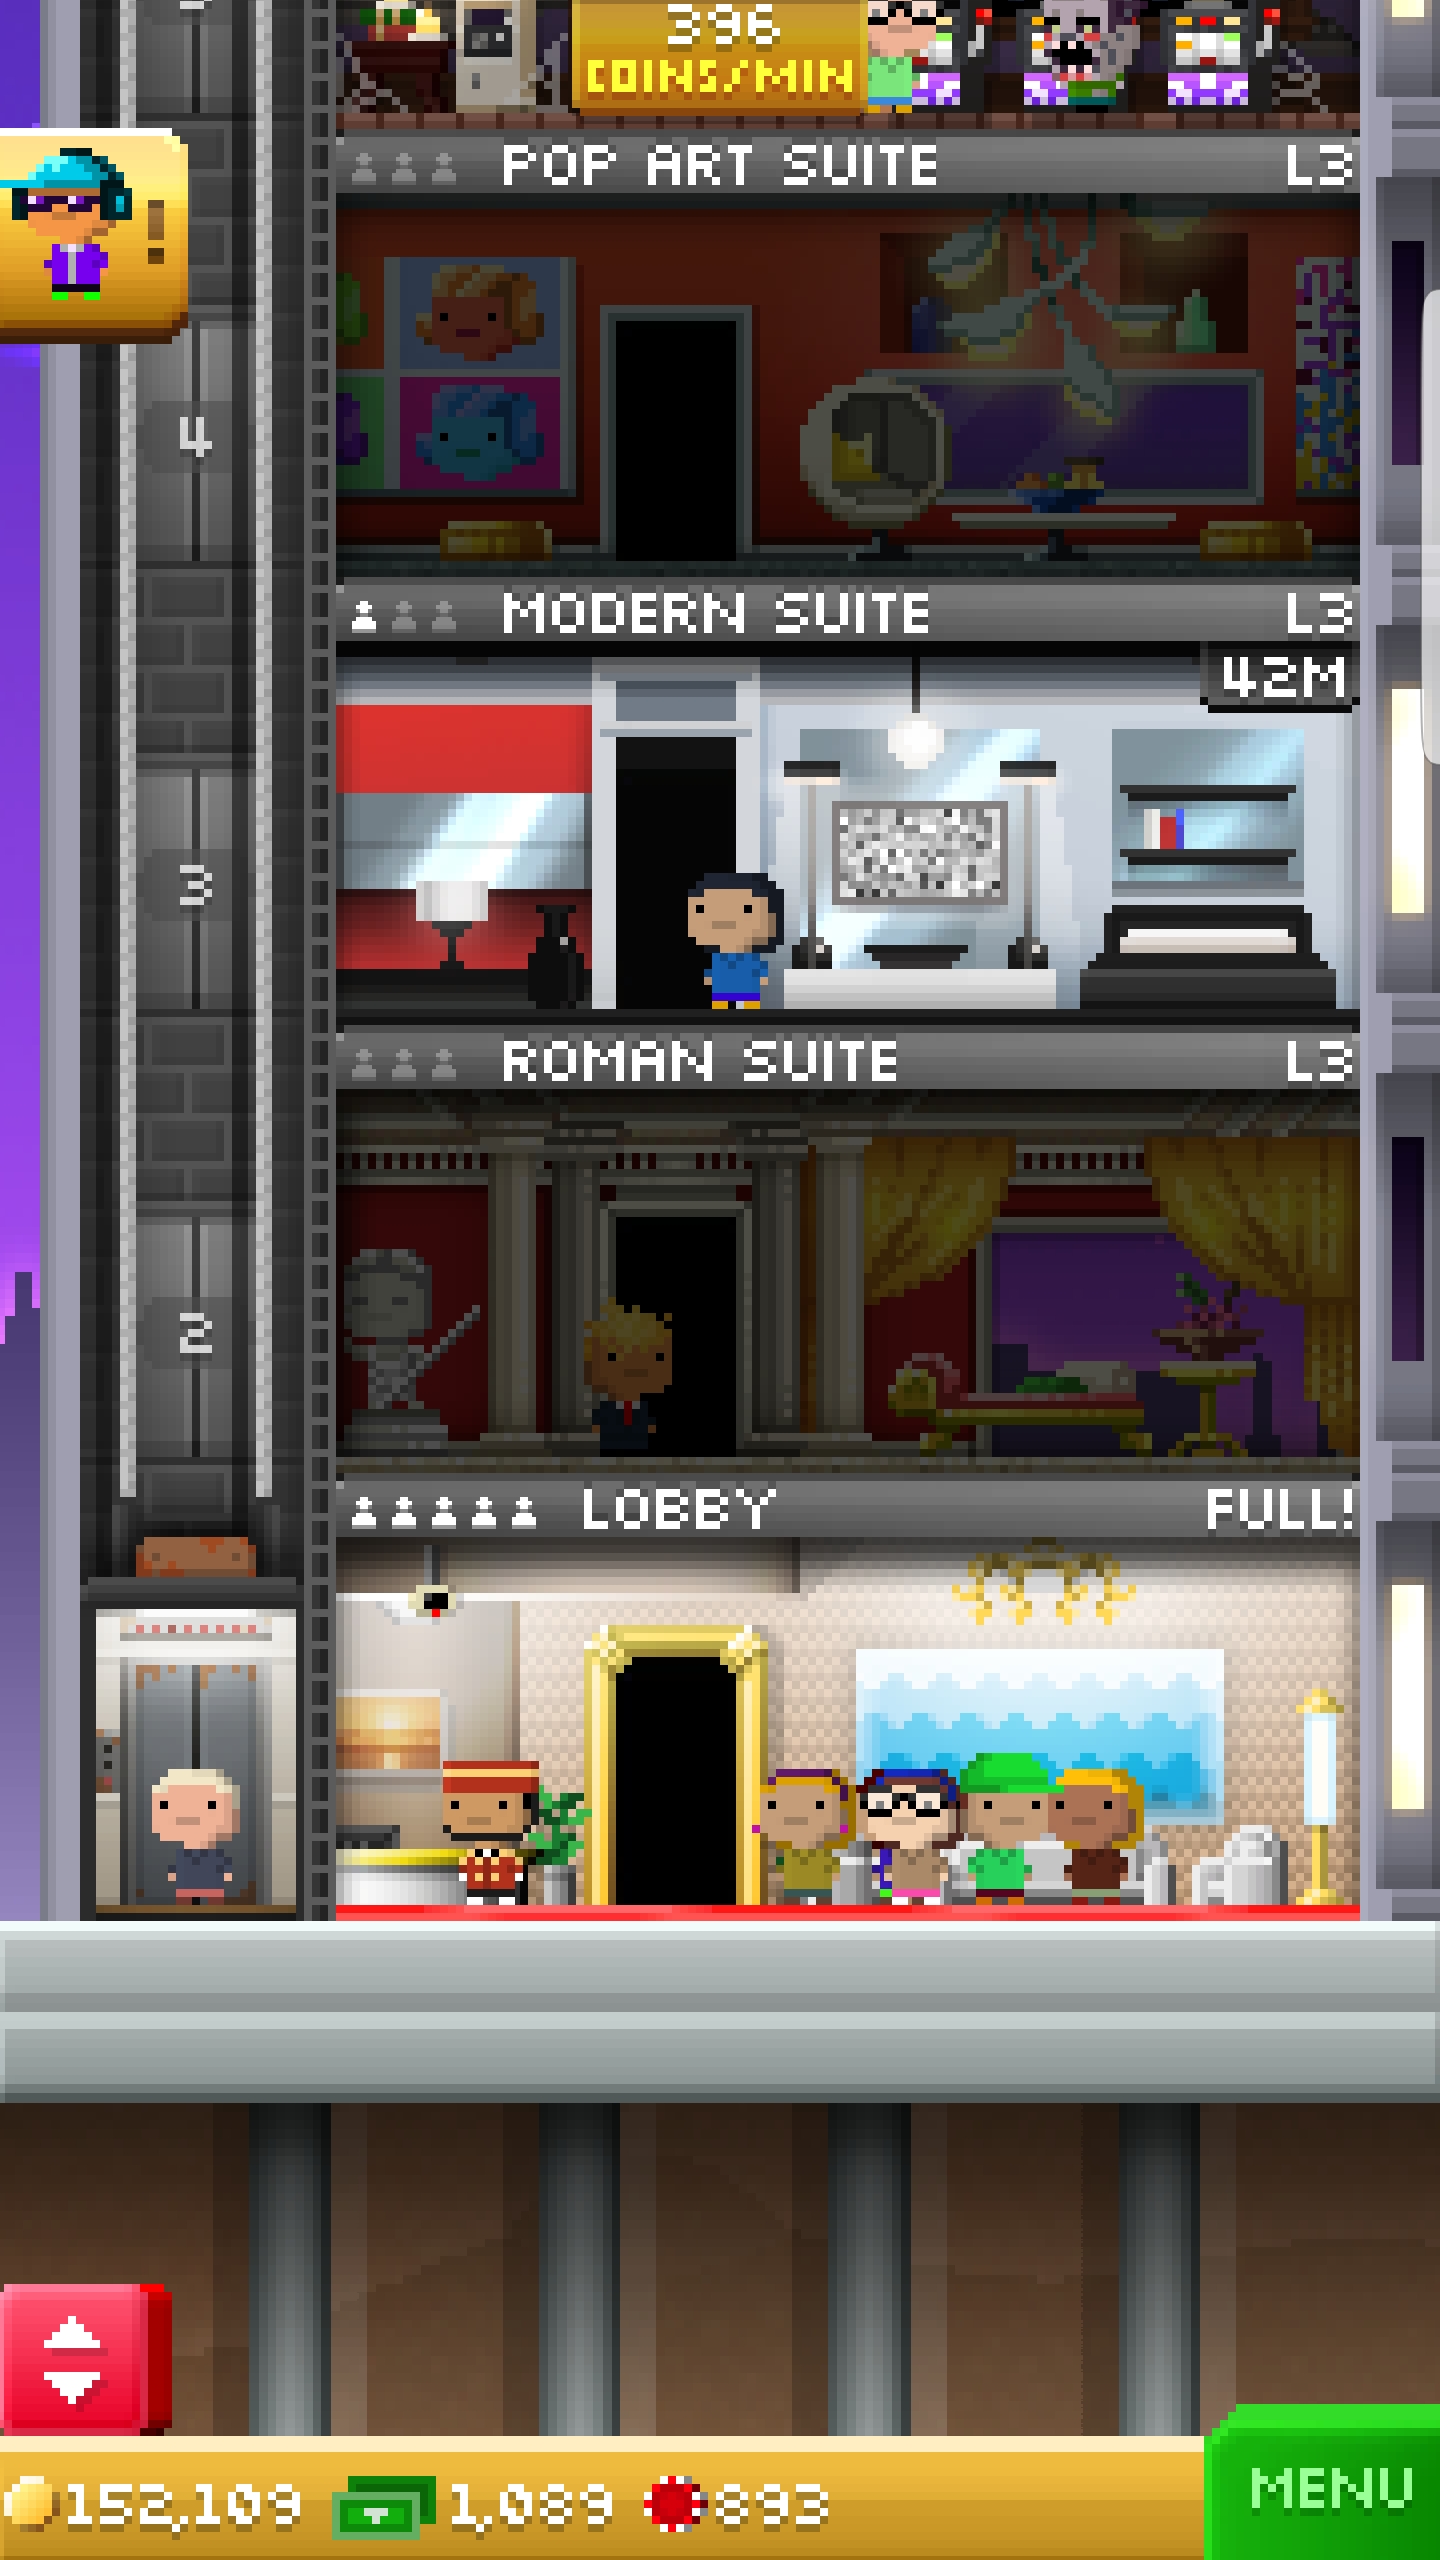 396
COINS/MIN
POP ART SUITE L3
!
4
MODERN SUITE L3
42M
3
ROMAN SUITE L3
2
LOBBY FULL!
152,109 1,089 893
MENU